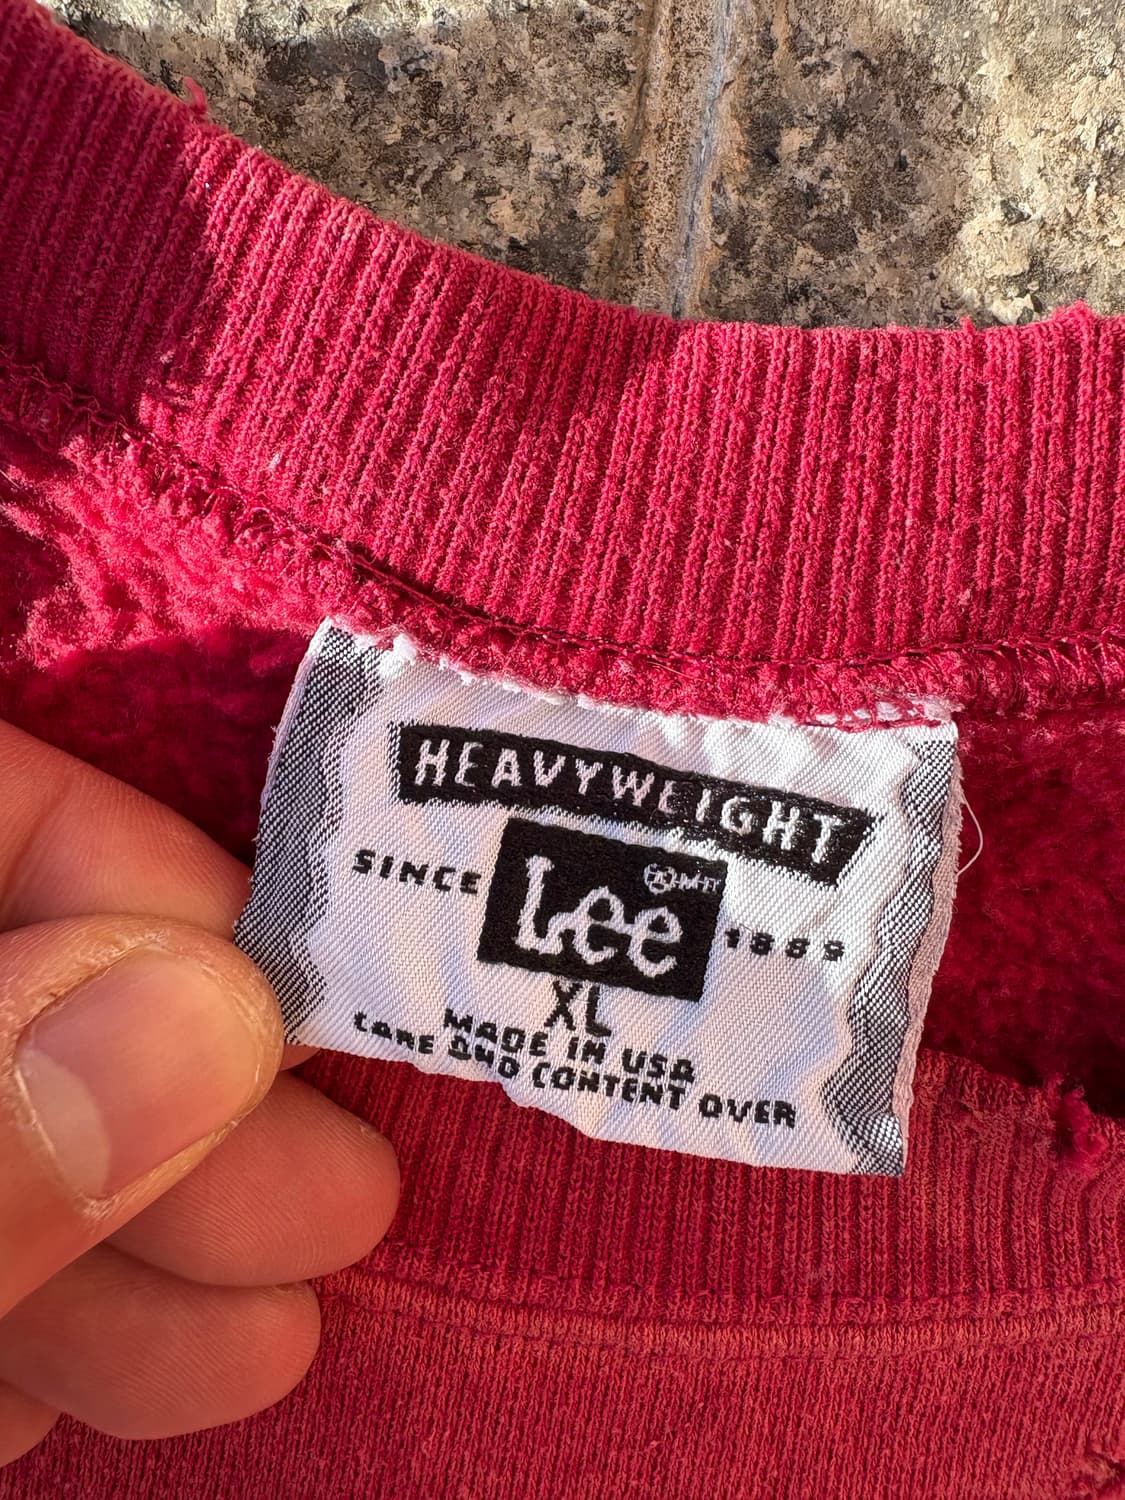 HEAVYWEIGHT
SINCE Lee 1889
XL
MADE IN USA
CARE AND CONTENT OVER